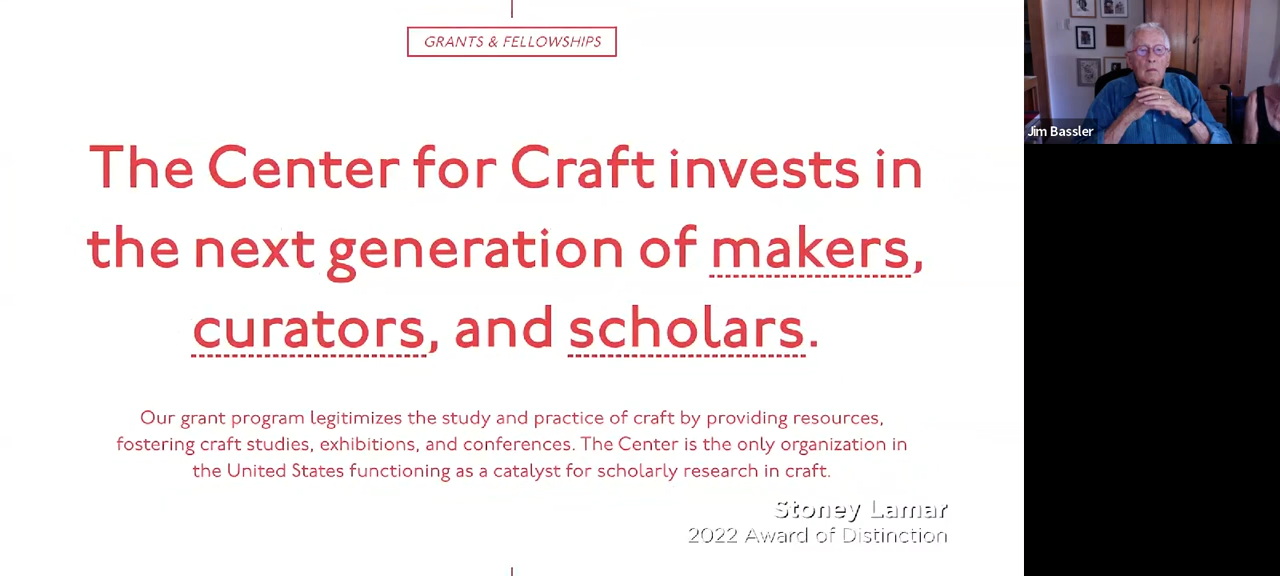 GRANTS & FELLOWSHIPS
The Center for Craft invests in
the next generation of makers,
curators, and scholars.
Our grant program legitimizes the study and practice of craft by providing resources,
fostering craft studies, exhibitions, and conferences. The Center is the only organization in
the United States functioning as a catalyst for scholarly research in craft.
Stoney Lamar
2022 Award of Distinction
Jim Bassler